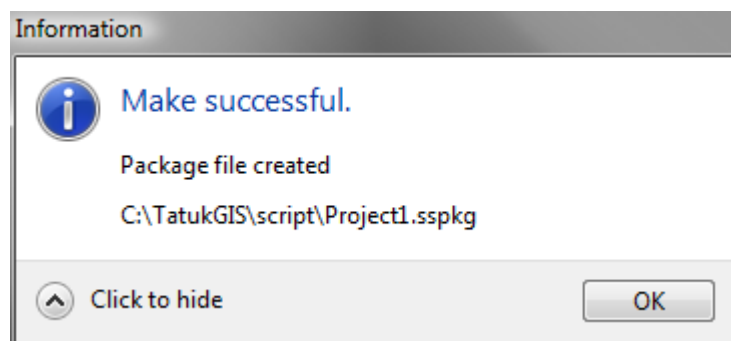 Information
Make successful.
Package file created
C:\TatukGIS\script\Project1.sspkg
Click to hide
OK